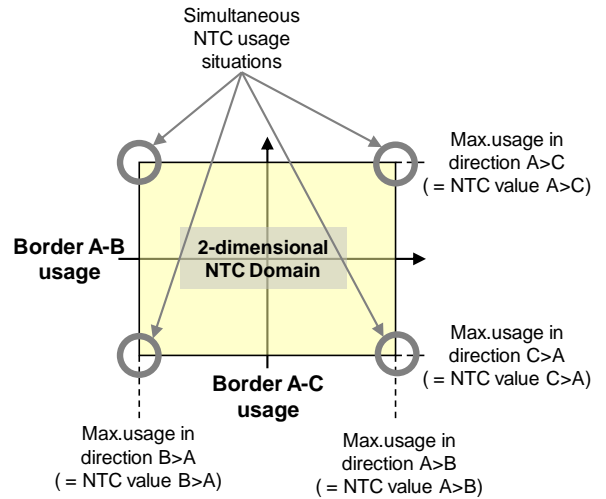 Simultaneous
NTC usage
situations
Max.usage in
direction A>C
( = NTC value A>C)
Border A-B
usage
2-dimensional
NTC Domain
Max.usage in
direction C>A
( = NTC value C>A)
Border A-C
usage
Max.usage in
direction B>A
( = NTC value B>A)
Max.usage in
direction A>B
( = NTC value A>B)